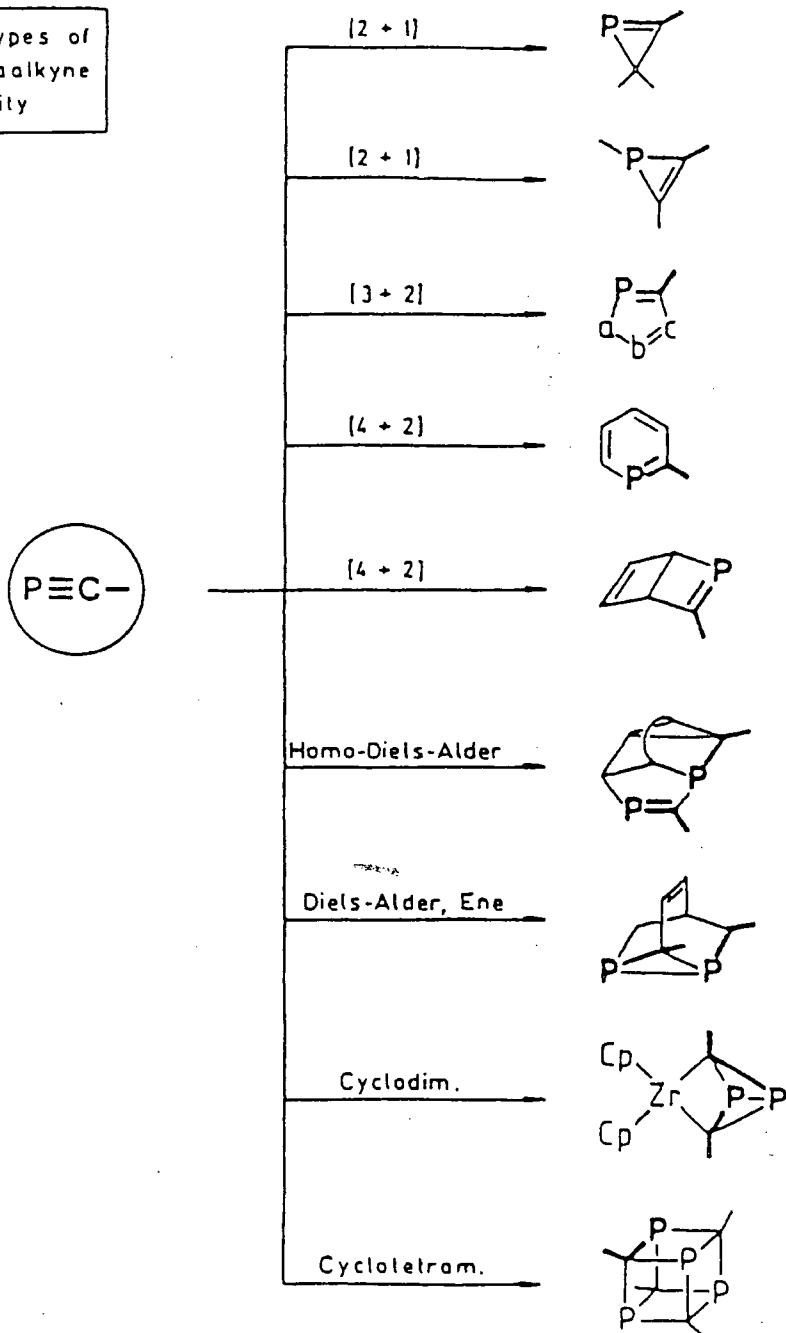 ypes of
aalkyne
ity
[2 + 1]
P
[2 + 1]
P
[3 + 2]
P
a
b
c
[4 + 2]
P
P≡C–
[4 + 2]
P
Homo-Diels-Alder
P
P
Diels-Alder, Ene
P
P
Cyclodim.
Cp
Zr
P
P
Cp
Cyclotetram.
P
P
P
P